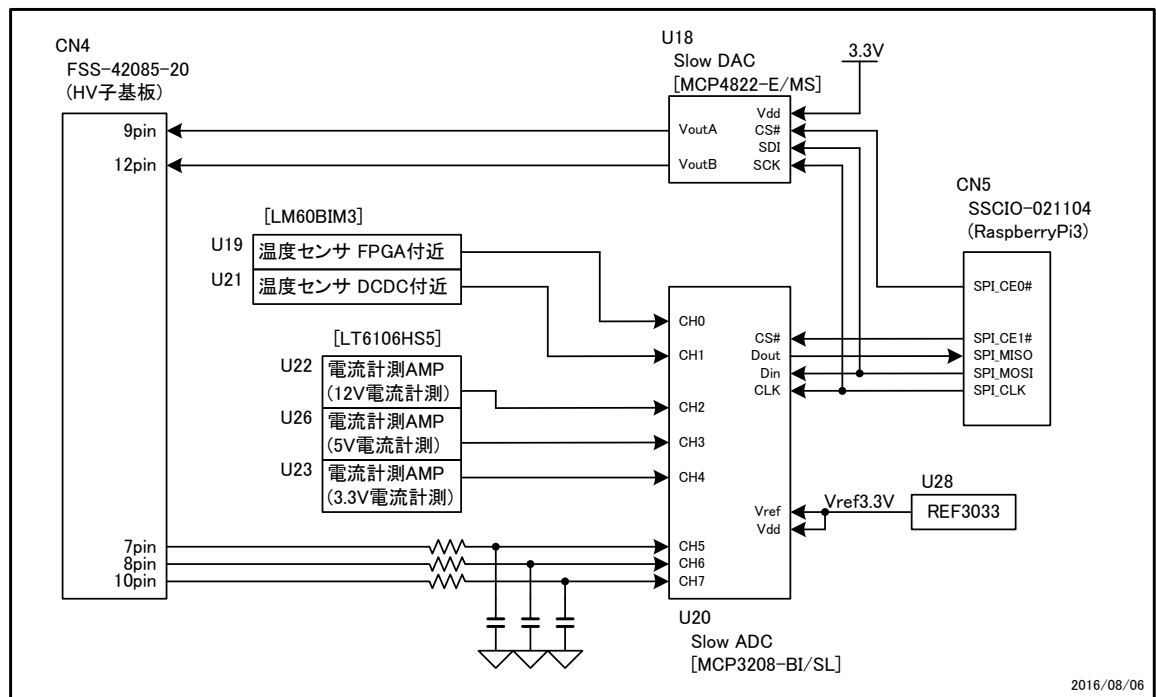 CN4
FSS-42085-20
(HV子基板)
9pin
12pin
7pin
8pin
10pin
U18
Slow DAC
[MCP4822-E/MS]
3.3V
VoutA
VoutB
Vdd
CS#
SDI
SCK
CN5
SSCIO-021104
(RaspberryPi3)
SPI_CE0#
SPI_CE1#
SPI_MISO
SPI_MOSI
SPI_CLK
[LM60BIM3]
U19
温度センサ FPGA付近
U21
温度センサ DCDC付近
[LT6106HS5]
U22
電流計測AMP
(12V電流計測)
U26
電流計測AMP
(5V電流計測)
U23
電流計測AMP
(3.3V電流計測)
CH0
CH1
CH2
CH3
CH4
CH5
CH6
CH7
CS#
Dout
Din
CLK
Vref
Vdd
Vref3.3V
U28
REF3033
U20
Slow ADC
[MCP3208-BI/SL]
2016/08/06